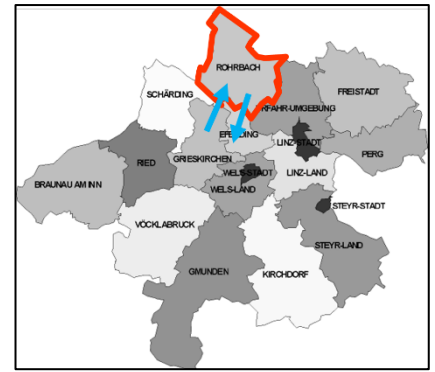 ROHRBACH
SCHÄRDING
RFAHR-UMGEBUNG
FREISTADT
EFERDING
LINZ-STADT
PERG
RIED
GRIESKIRCHEN
WELS-STADT
LINZ-LAND
BRAUNAU AM INN
WELS-LAND
STEYR-STADT
VÖCKLABRUCK
STEYR-LAND
GMUNDEN
KIRCHDORF